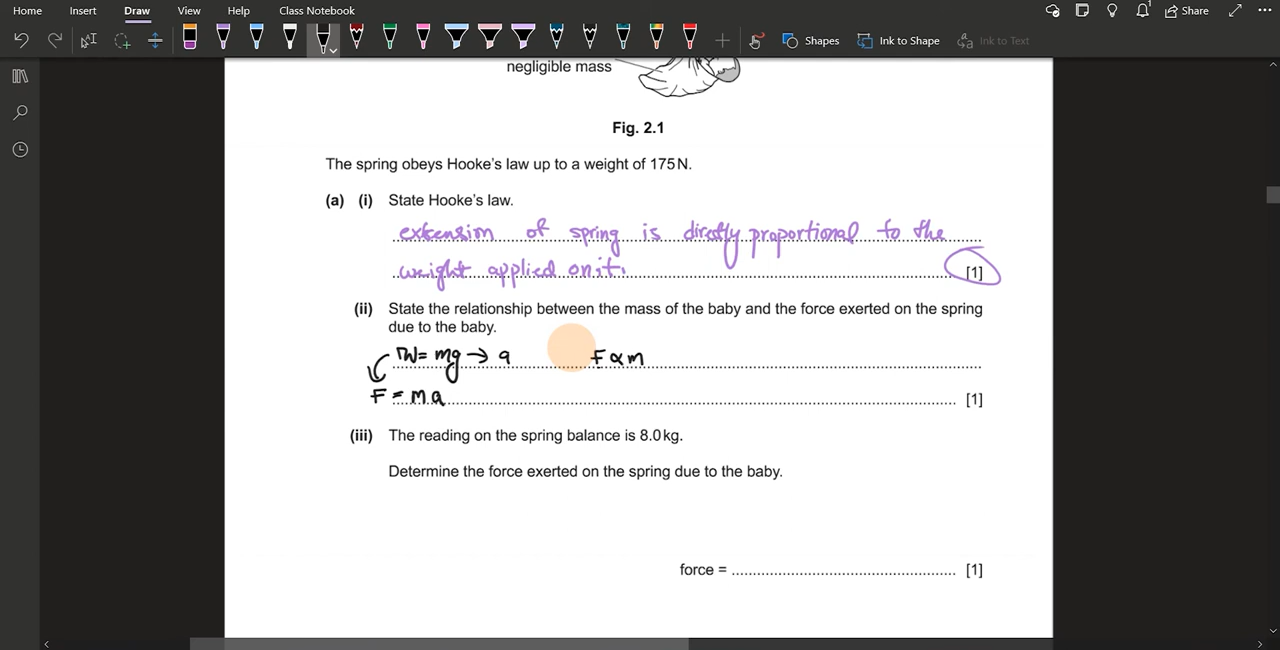 Home Insert Draw View Help Class Notebook
Share
Shapes Ink to Shape Ink to Text
negligible mass
Fig. 2.1
The spring obeys Hooke's law up to a weight of 175 N.
(a) (i) State Hooke's law.
extension of spring is directly proportional to the
weight applied on it. [1]
(ii) State the relationship between the mass of the baby and the force exerted on the spring
due to the baby.
W = mg → a F ∝ m
F = ma [1]
(iii) The reading on the spring balance is 8.0 kg.
Determine the force exerted on the spring due to the baby.
force = [1]